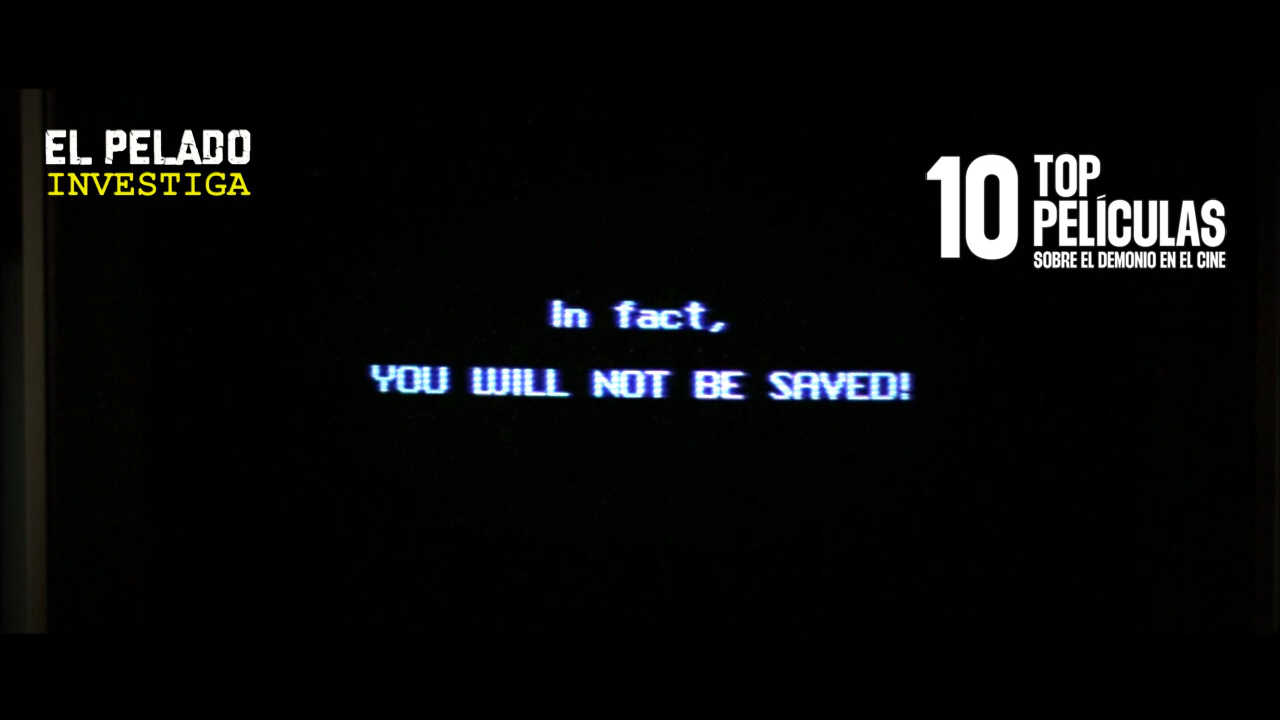 EL PELADO
INVESTIGA
10 TOP
PELÍCULAS
SOBRE EL DEMONIO EN EL CINE
In fact,
YOU WILL NOT BE SAVED!